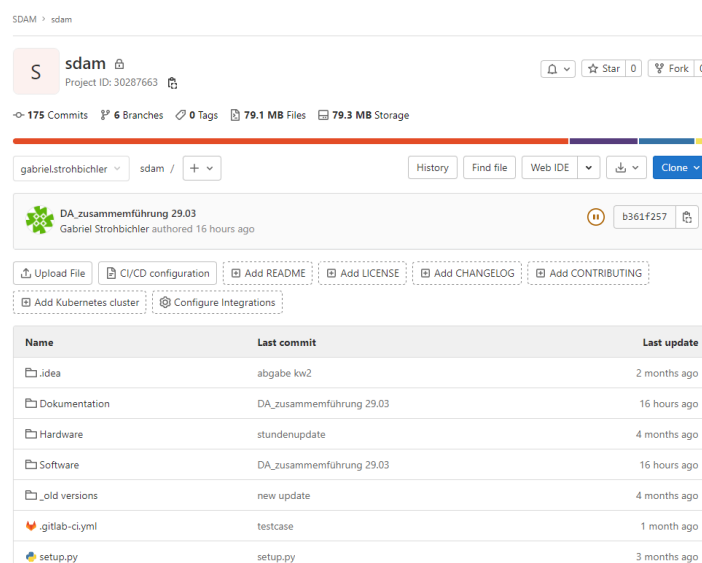 SDAM > sdam
S
sdam
Project ID: 30287663
175 Commits 6 Branches 0 Tags 79.1 MB Files 79.3 MB Storage
Star 0 Fork
gabriel.strohbichler sdam / + History Find file Web IDE Clone
DA_zusammemführung 29.03
Gabriel Strohbichler authored 16 hours ago
b361f257
Upload File CI/CD configuration Add README Add LICENSE Add CHANGELOG Add CONTRIBUTING
Add Kubernetes cluster Configure Integrations
Name Last commit Last update
.idea abgabe kw2 2 months ago
Dokumentation DA_zusammemführung 29.03 16 hours ago
Hardware stundenupdate 4 months ago
Software DA_zusammemführung 29.03 16 hours ago
_old versions new update 4 months ago
.gitlab-ci.yml testcase 1 month ago
setup.py setup.py 3 months ago